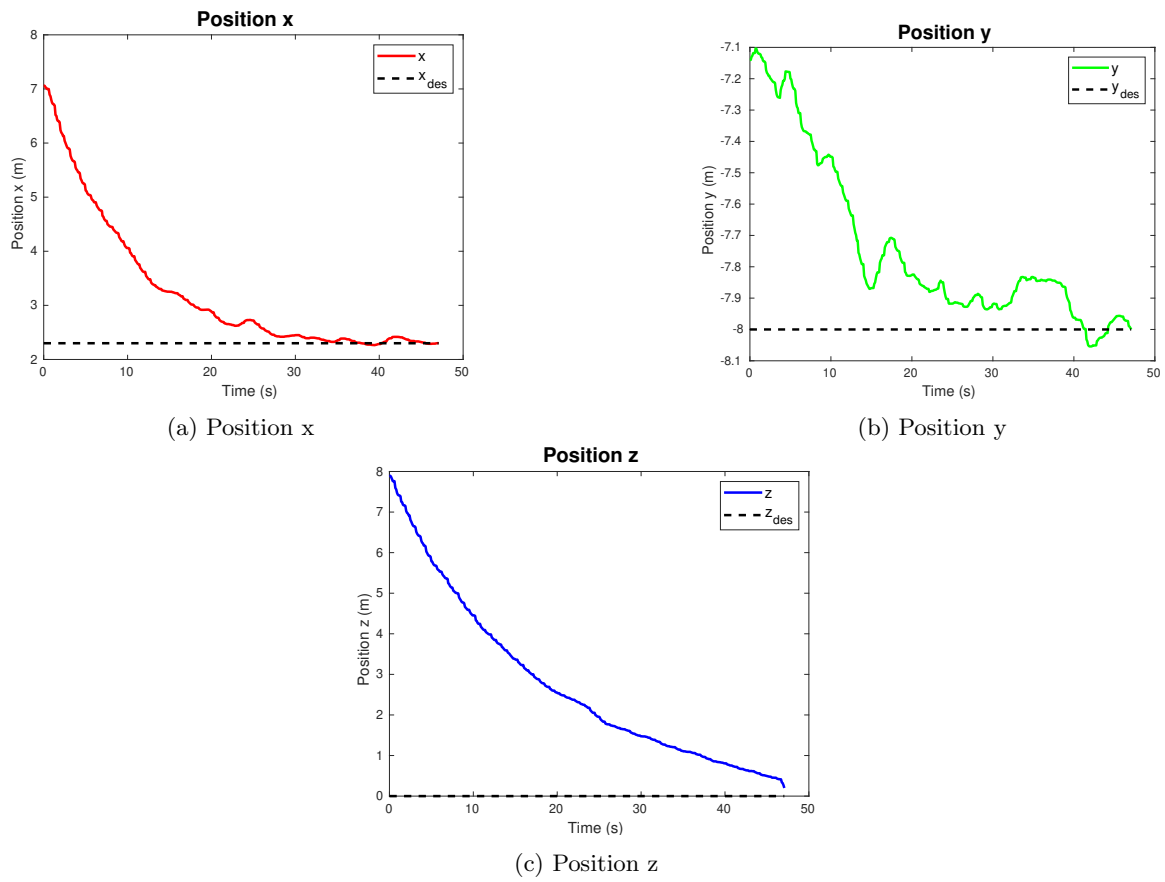 Position x
8
7
6
5
4
3
2
Position x (m)
0 10 20 30 40 50
Time (s)
x
x_des
(a) Position x
Position y
-7.1
-7.2
-7.3
-7.4
-7.5
-7.6
-7.7
-7.8
-7.9
-8
-8.1
Position y (m)
0 10 20 30 40 50
Time (s)
y
y_des
(b) Position y
Position z
8
7
6
5
4
3
2
1
0
Position z (m)
0 10 20 30 40 50
Time (s)
z
z_des
(c) Position z